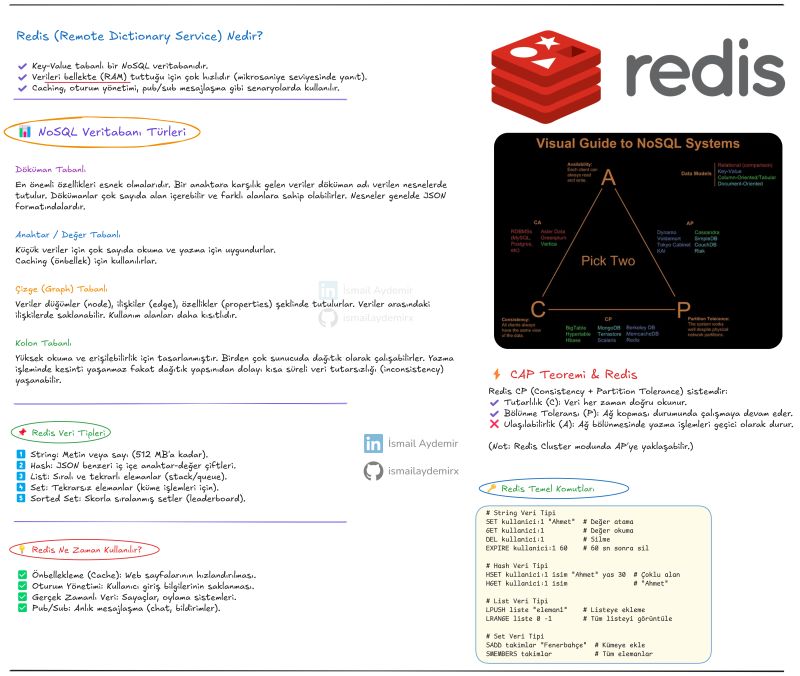 Redis (Remote Dictionary Service) Nedir?
Key-Value tabanlı bir NoSQL veritabanıdır.
Verileri bellekte (RAM) tuttuğu için çok hızlıdır (mikrosaniye seviyesinde yanıt).
Caching, oturum yönetimi, pub/sub mesajlaşma gibi senaryolarda kullanılır.
NoSQL Veritabanı Türleri
Döküman Tabanlı
En önemli özellikleri esnek olmalarıdır. Bir anahtara karşılık gelen veriler döküman adı verilen nesnelerde
tutulur. Dökümanlar çok sayıda alan içerebilir ve farklı alanlara sahip olabilirler. Nesneler genelde JSON
formatındalardır.
Anahtar / Değer Tabanlı
Küçük veriler için çok sayıda okuma ve yazma için uygundurlar.
Caching (önbellek) için kullanılırlar.
Çizge (Graph) Tabanlı
Veriler düğümler (node), ilişkiler (edge), özellikler (properties) şeklinde tutulurlar. Veriler arasındaki
ilişkilerde saklanabilir. Kullanım alanları daha kısıtlıdır.
Kolon Tabanlı
Yüksek okuma ve erişilebilirlik için tasarlanmıştır. Birden çok sunucuda dağıtık olarak çalışabilirler. Yazma
işleminde kesinti yaşanmaz fakat dağıtık yapısından dolayı kısa süreli veri tutarsızlığı (inconsistency)
yaşanabilir.
İsmail Aydemir
ismailaydemirx
Redis Veri Tipleri
1 String: Metin veya sayı (512 MB'a kadar).
2 Hash: JSON benzeri iç içe anahtar-değer çiftleri.
3 List: Sıralı ve tekrarlı elemanlar (stack/queue).
4 Set: Tekrarsız elemanlar (küme işlemleri için).
5 Sorted Set: Skorla sıralanmış setler (leaderboard).
in İsmail Aydemir
ismailaydemirx
Redis Ne Zaman Kullanılır?
Önbellekleme (Cache): Web sayfalarının hızlandırılması.
Oturum Yönetimi: Kullanıcı giriş bilgilerinin saklanması.
Gerçek Zamanlı Veri: Sayaçlar, oylama sistemleri.
Pub/Sub: Anlık mesajlaşma (chat, bildirimler).
redis
Visual Guide to NoSQL Systems
Availability:
Each client can
always read
and write.
A
Data Models
Relational (comparison)
Key-Value
Column-Oriented/Tabular
Document-Oriented
CA
RDBMSs
(MySQL,
Postgres,
etc)
Aster Data
Greenplum
Vertica
AP
Dynamo
Voldemort
Tokyo Cabinet
KAI
Cassandra
SimpleDB
CouchDB
Riak
Pick Two
C
P
Consistency:
All clients always
have the same view
of the data.
CP
BigTable
Hypertable
Hbase
MongoDB
Terrastore
Scalaris
Berkeley DB
MemcacheDB
Redis
Partition Tolerance:
The system works
well despite physical
network partitions.
CAP Teoremi & Redis
Redis CP (Consistency + Partition Tolerance) sistemdir:
Tutarlılık (C): Veri her zaman doğru okunur.
Bölünme Toleransı (P): Ağ kopması durumunda çalışmaya devam eder.
Ulaşılabilirlik (A): Ağ bölünmesinde yazma işlemleri geçici olarak durur.
(Not: Redis Cluster modunda AP'ye yaklaşabilir.)
Redis Temel Komutları
# String Veri Tipi
SET kullanici:1 "Ahmet" # Değer atama
GET kullanici:1 # Değer okuma
DEL kullanici:1 # Silme
EXPIRE kullanici:1 60 # 60 sn sonra sil
# Hash Veri Tipi
HSET kullanici:1 isim "Ahmet" yas 30 # Çoklu alan
HGET kullanici:1 isim # "Ahmet"
# List Veri Tipi
LPUSH liste "eleman1" # Listeye ekleme
LRANGE liste 0 -1 # Tüm listeyi görüntüle
# Set Veri Tipi
SADD takimlar "Fenerbahçe" # Kümeye ekle
SMEMBERS takimlar # Tüm elemanlar